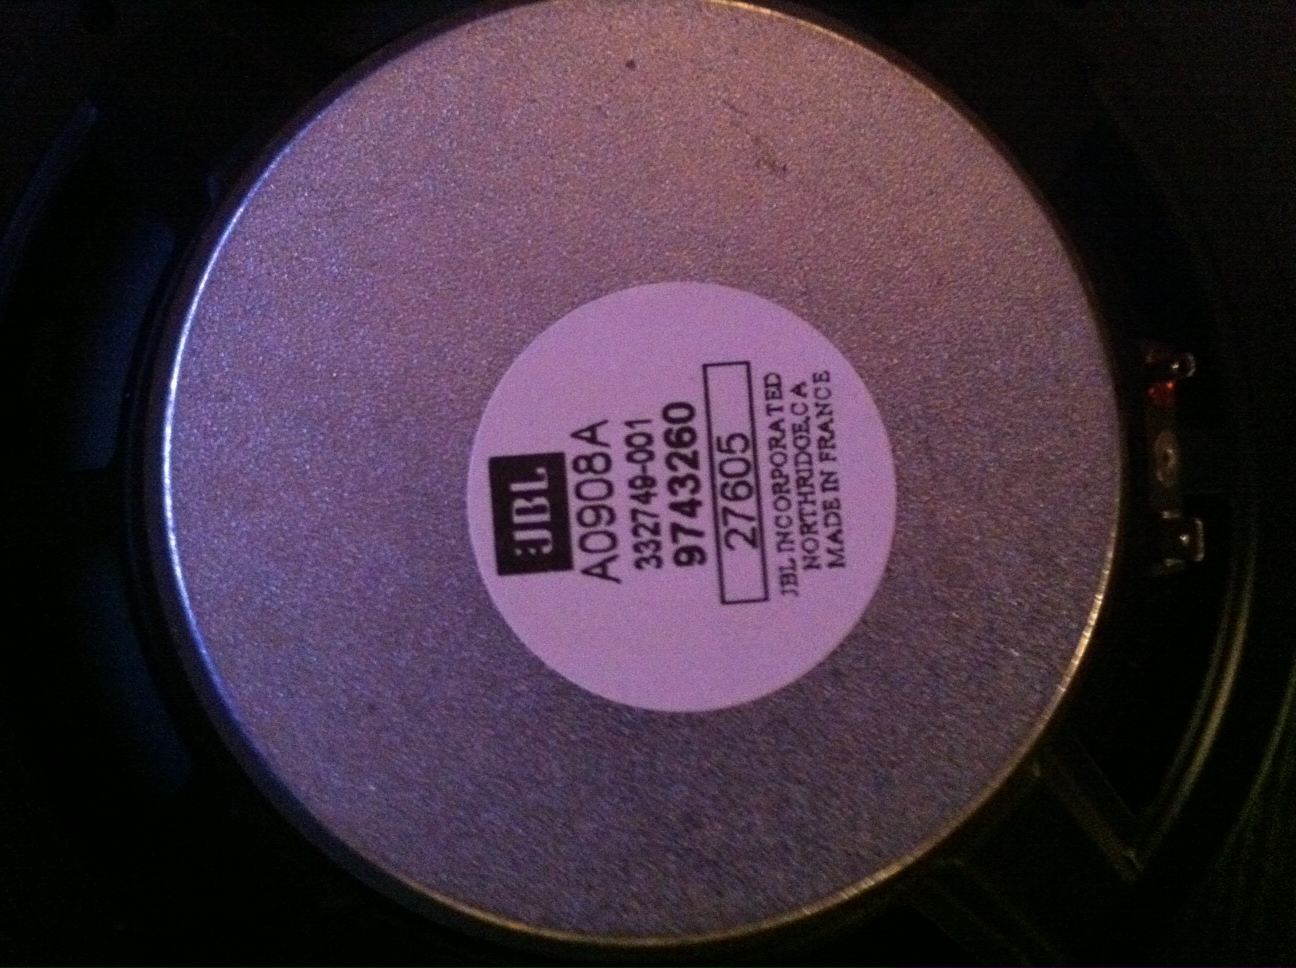 JBL
A0908A
332749-001
9743260
27605
JBL INCORPORATED
NORTHRIDGE,CA
MADE IN FRANCE